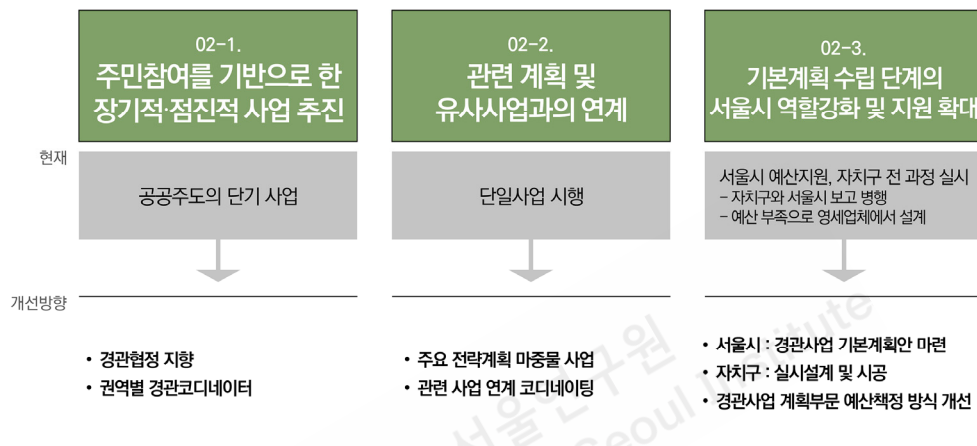 02-1.
주민참여를 기반으로 한
장기적·점진적 사업 추진
02-2.
관련 계획 및
유사사업과의 연계
02-3.
기본계획 수립 단계의
서울시 역할강화 및 지원 확대
현재
공공주도의 단기 사업
단일사업 시행
서울시 예산지원, 자치구 전 과정 실시
- 자치구와 서울시 보고 병행
- 예산 부족으로 영세업체에서 설계
개선방향
• 경관협정 지향
• 권역별 경관코디네이터
• 주요 전략계획 마중물 사업
• 관련 사업 연계 코디네이팅
• 서울시 : 경관사업 기본계획안 마련
• 자치구 : 실시설계 및 시공
• 경관사업 계획부문 예산책정 방식 개선
서울연구원
Seoul Institute